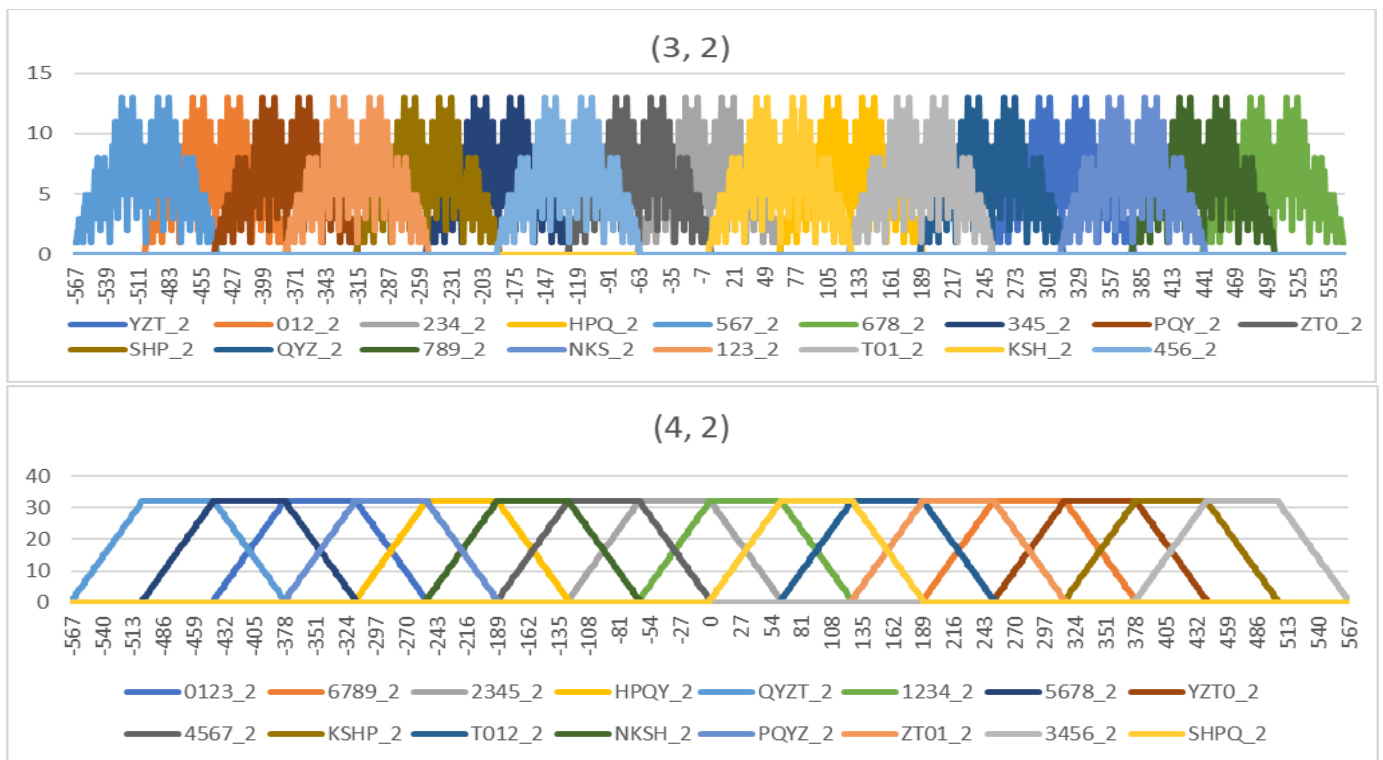 (3, 2)
15
10
5
0
-567 -539 -511 -483 -455 -427 -399 -371 -343 -315 -287 -259 -231 -203 -175 -147 -119 -91 -63 -35 -7 21 49 77 105 133 161 189 217 245 273 301 329 357 385 413 441 469 497 525 553
YZT_2 012_2 234_2 HPQ_2 567_2 678_2 345_2 PQY_2 ZT0_2
SHP_2 QYZ_2 789_2 NKS_2 123_2 T01_2 KSH_2 456_2
(4, 2)
40
30
20
10
0
-567 -540 -513 -486 -459 -432 -405 -378 -351 -324 -297 -270 -243 -216 -189 -162 -135 -108 -81 -54 -27 0 27 54 81 108 135 162 189 216 243 270 297 324 351 378 405 432 459 486 513 540 567
0123_2 6789_2 2345_2 HPQY_2 QYZT_2 1234_2 5678_2 YZT0_2
4567_2 KSHP_2 T012_2 NKSH_2 PQYZ_2 ZT01_2 3456_2 SHPQ_2